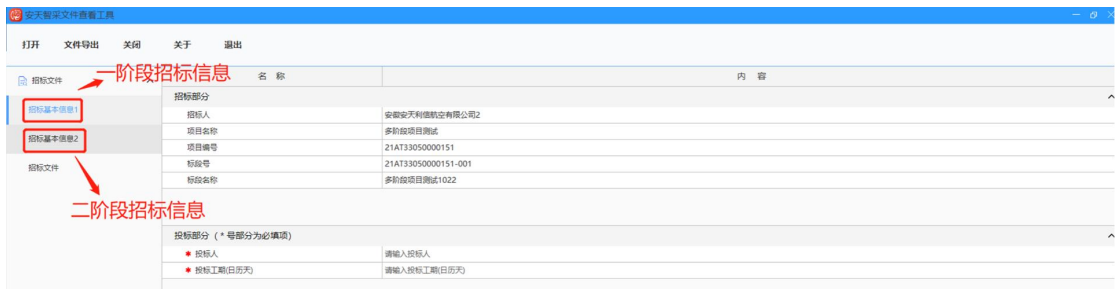 安天智采文件查看工具
打开 文件导出 关闭 关于 退出
招标文件
一阶段招标信息
名 称 内 容
招标基本信息1
招标部分
招标人 安徽安天利信航空有限公司2
项目名称 多阶段项目测试
招标基本信息2
项目编号 21AT33050000151
标段号 21AT33050000151-001
招标文件
标段名称 多阶段项目测试1022
二阶段招标信息
投标部分 ( * 号部分为必填项)
* 投标人 请输入投标人
* 投标工期(日历天) 请输入投标工期(日历天)